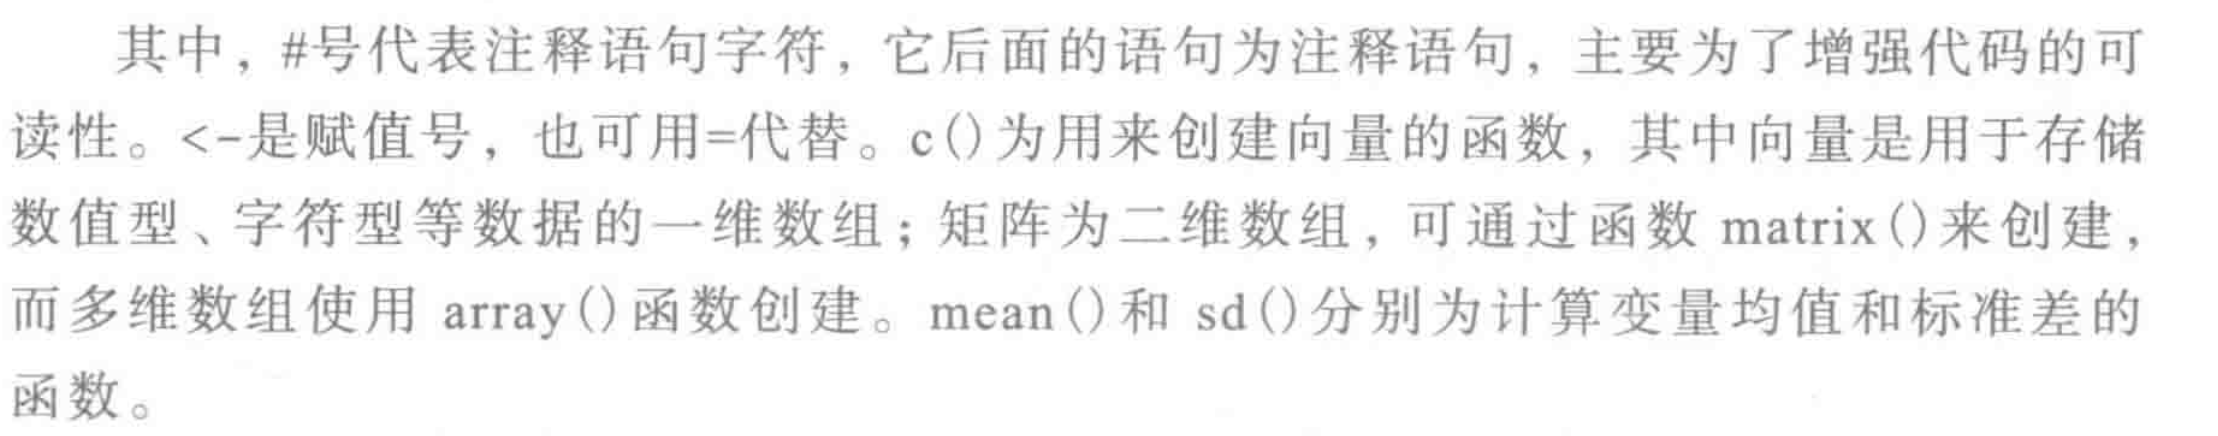 其中，#号代表注释语句字符，它后面的语句为注释语句，主要为了增强代码的可
读性。<-是赋值号，也可用=代替。c()为用来创建向量的函数，其中向量是用于存储
数值型、字符型等数据的一维数组；矩阵为二维数组，可通过函数 matrix()来创建，
而多维数组使用 array()函数创建。mean()和 sd()分别为计算变量均值和标准差的
函数。